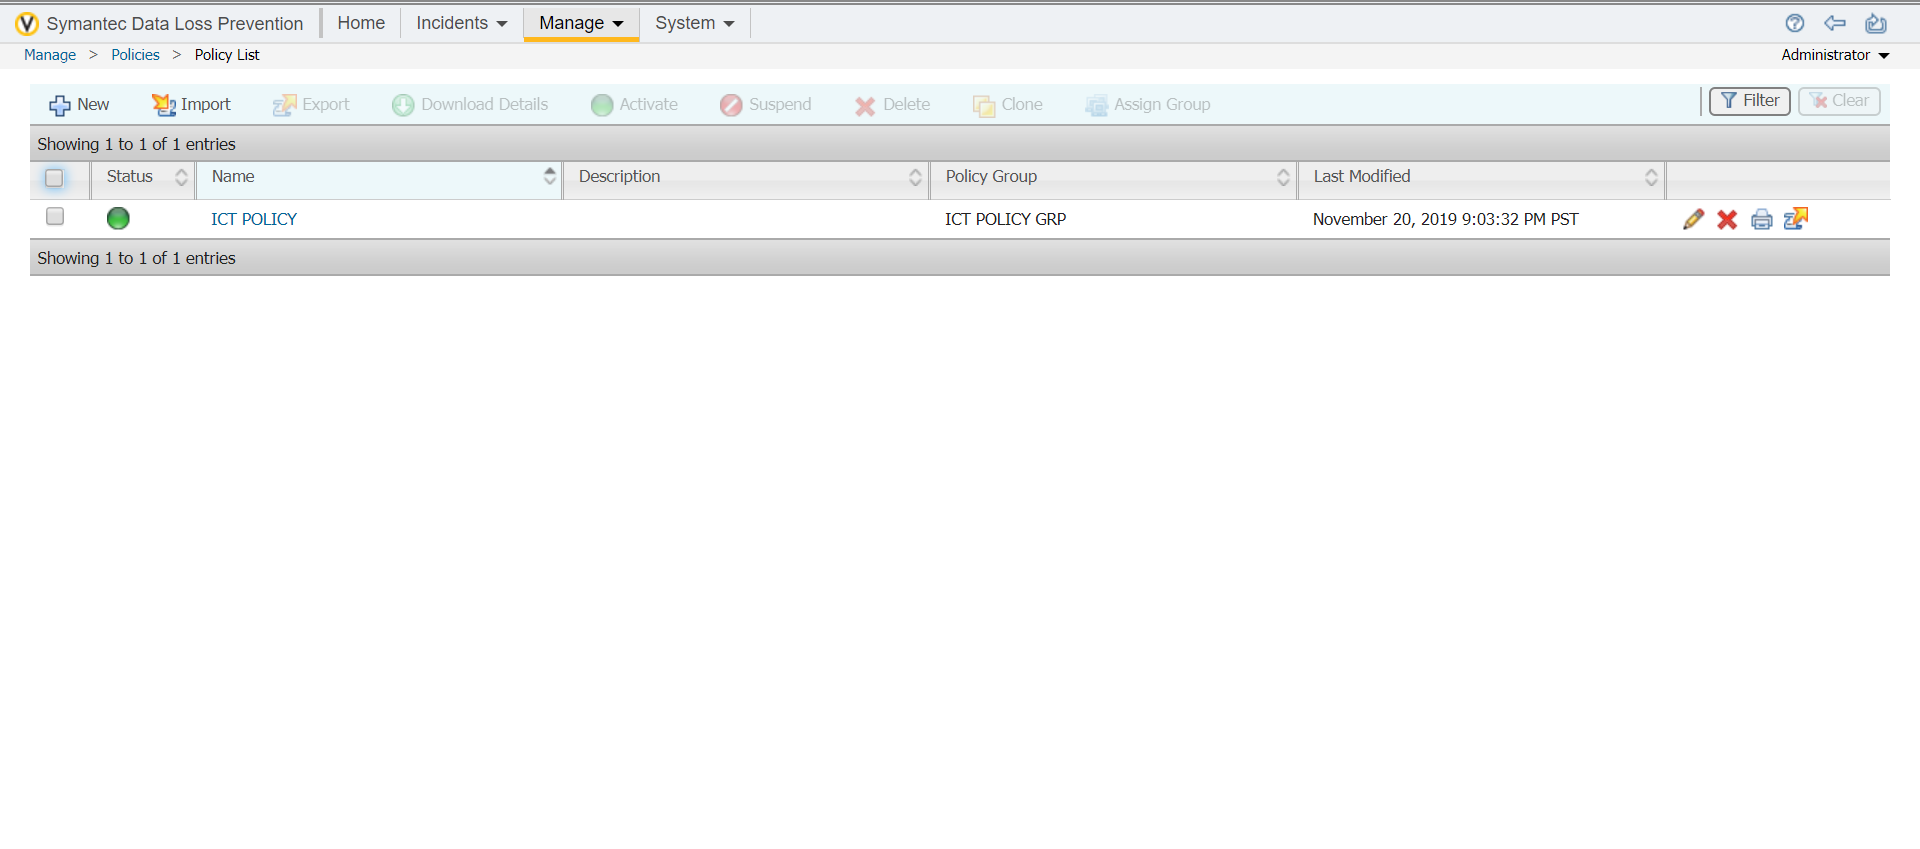 Symantec Data Loss Prevention Home Incidents Manage System
Manage > Policies > Policy List Administrator
New Import Export Download Details Activate Suspend Delete Clone Assign Group Filter Clear
Showing 1 to 1 of 1 entries
Status Name Description Policy Group Last Modified
ICT POLICY ICT POLICY GRP November 20, 2019 9:03:32 PM PST
Showing 1 to 1 of 1 entries